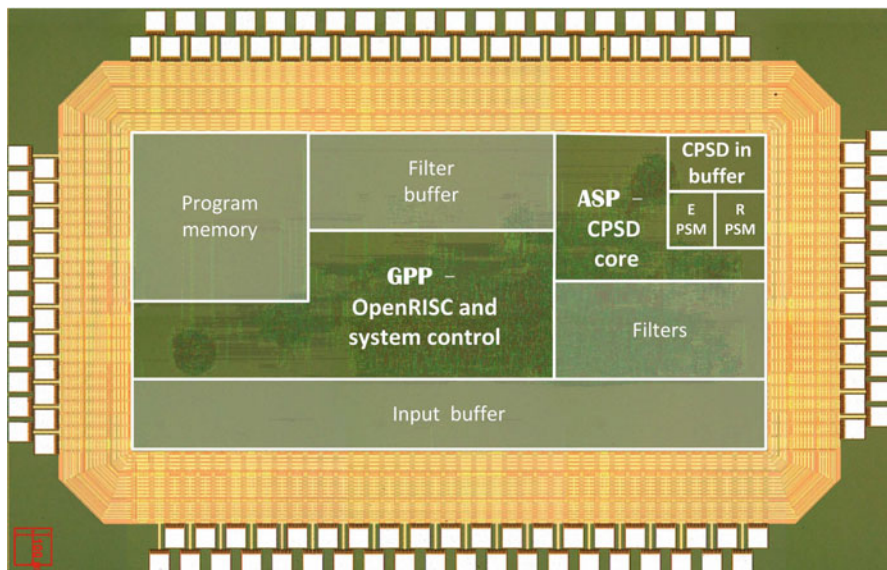 Program
memory
Filter
buffer
ASP –
CPSD
core
CPSD in
buffer
E
PSM
R
PSM
GPP –
OpenRISC and
system control
Filters
Input buffer